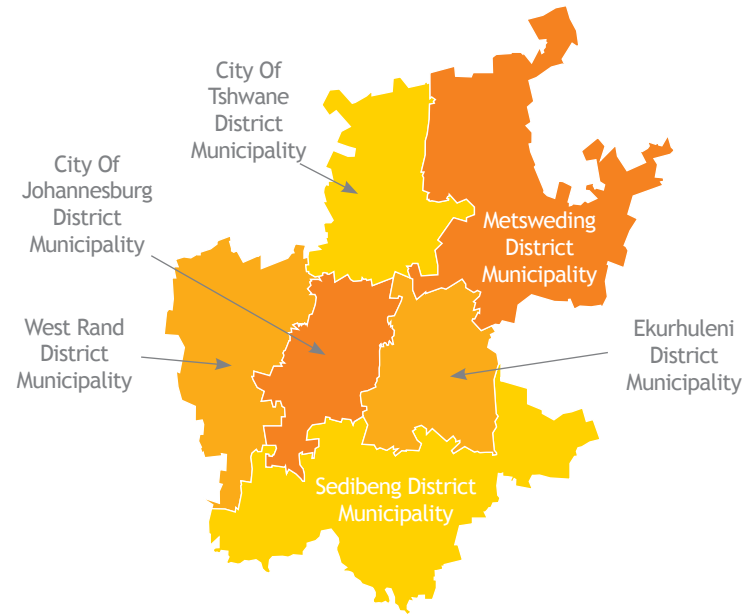 City Of
Tshwane
District
Municipality
City Of
Johannesburg
District
Municipality
Metsweding
District
Municipality
West Rand
District
Municipality
Ekurhuleni
District
Municipality
Sedibeng District
Municipality